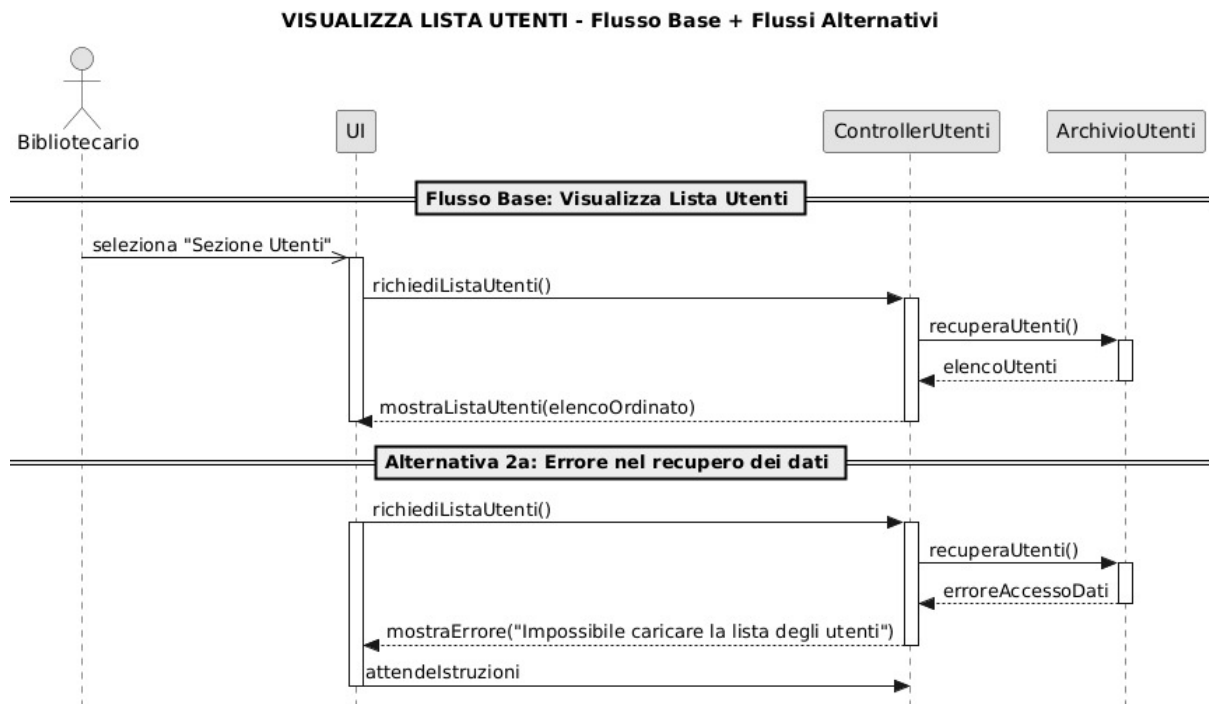 VISUALIZZA LISTA UTENTI - Flusso Base + Flussi Alternativi
Bibliotecario
UI
ControllerUtenti
ArchivioUtenti
Flusso Base: Visualizza Lista Utenti
seleziona "Sezione Utenti"
richiediListaUtenti()
recuperaUtenti()
elencoUtenti
mostraListaUtenti(elencoOrdinato)
Alternativa 2a: Errore nel recupero dei dati
richiediListaUtenti()
recuperaUtenti()
erroreAccessoDati
mostraErrore("Impossibile caricare la lista degli utenti")
attendeIstruzioni